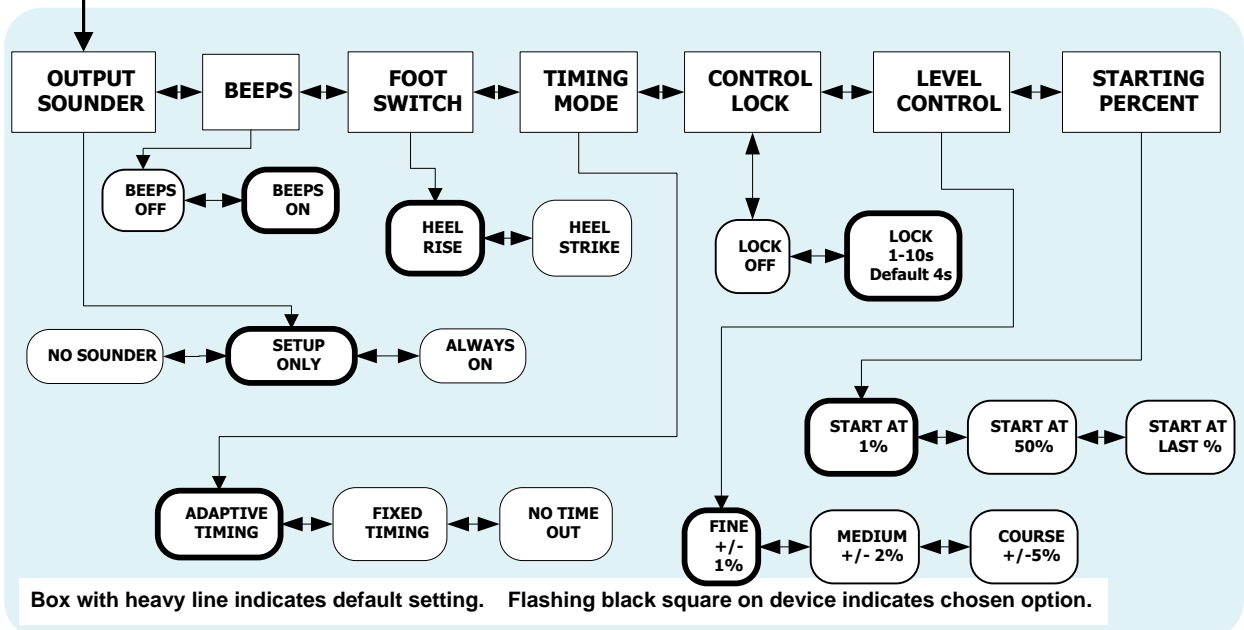 OUTPUT
SOUNDER
BEEPS
FOOT
SWITCH
TIMING
MODE
CONTROL
LOCK
LEVEL
CONTROL
STARTING
PERCENT
BEEPS
OFF
BEEPS
ON
HEEL
RISE
HEEL
STRIKE
LOCK
OFF
LOCK
1-10s
Default 4s
NO SOUNDER
SETUP
ONLY
ALWAYS
ON
START AT
1%
START AT
50%
START AT
LAST %
ADAPTIVE
TIMING
FIXED
TIMING
NO TIME
OUT
FINE
+/-
1%
MEDIUM
+/- 2%
COURSE
+/-5%
Box with heavy line indicates default setting. Flashing black square on device indicates chosen option.